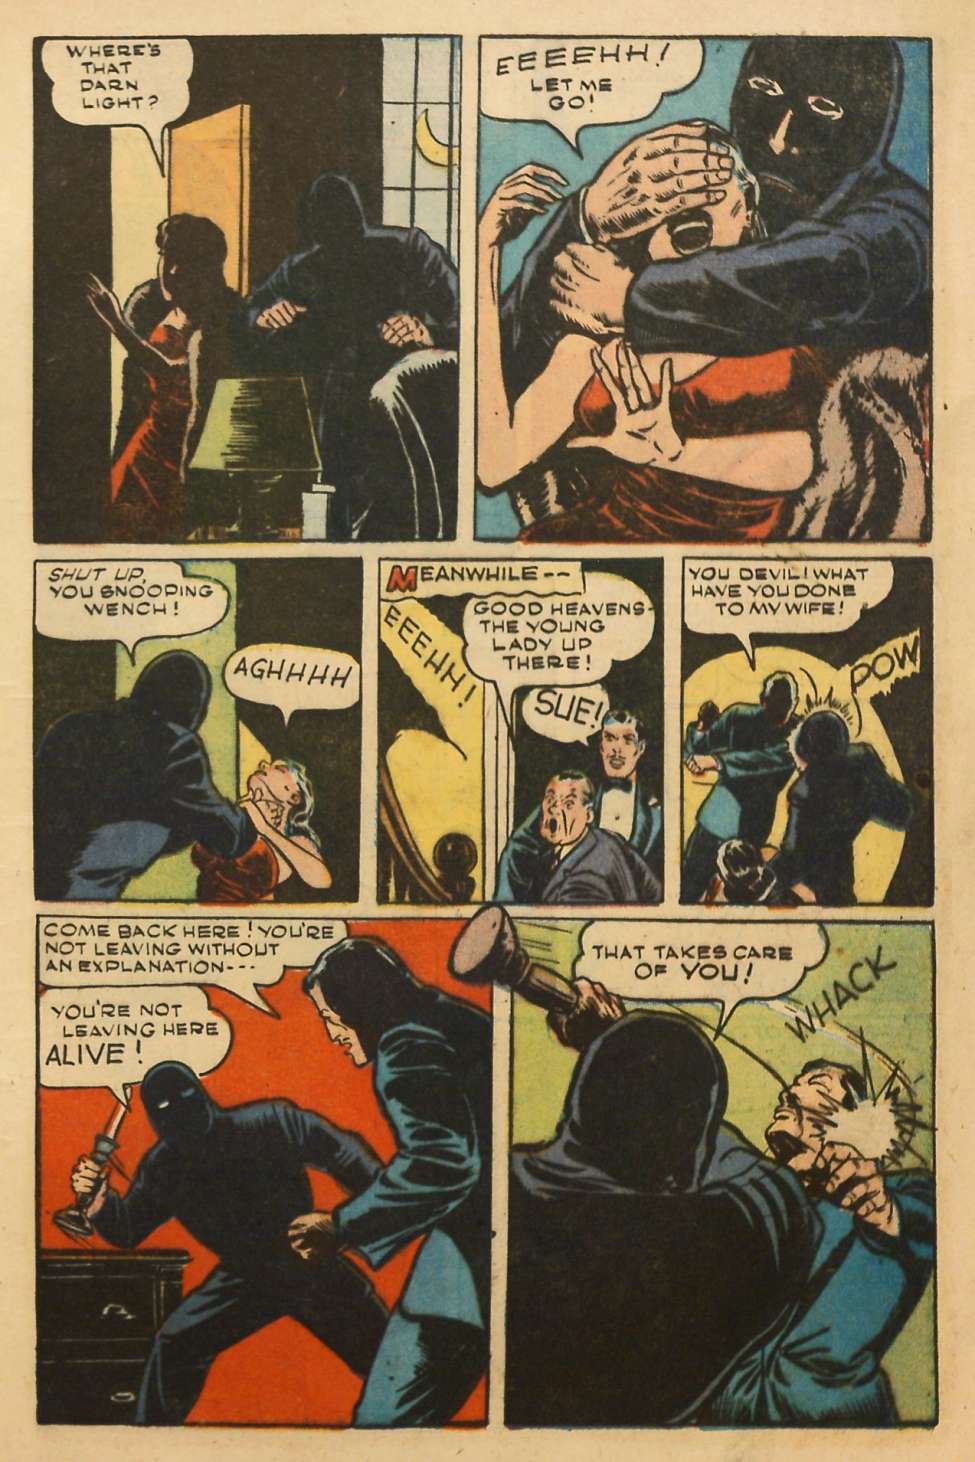 WHERE'S
THAT
DARN
LIGHT?
EEEEHH!
LET ME
GO!
SHUT UP,
YOU SNOOPING
WENCH!
AGHHHH
MEANWHILE--
EEEHH!
GOOD HEAVENS-
THE YOUNG
LADY UP
THERE!
SUE!
YOU DEVIL! WHAT
HAVE YOU DONE
TO MY WIFE!
POW
COME BACK HERE! YOU'RE
NOT LEAVING WITHOUT
AN EXPLANATION---
YOU'RE NOT
LEAVING HERE
ALIVE!
THAT TAKES CARE
OF YOU!
WHACK